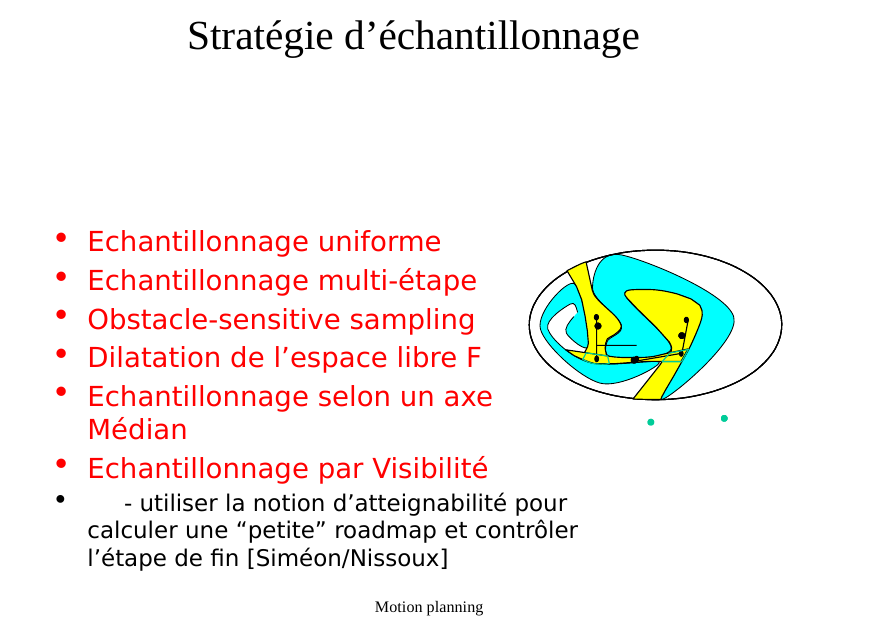 Stratégie d’échantillonnage
• Echantillonnage uniforme
• Echantillonnage multi-étape
• Obstacle-sensitive sampling
• Dilatation de l’espace libre F
• Echantillonnage selon un axe
Médian
• Echantillonnage par Visibilité
• - utiliser la notion d’atteignabilité pour
calculer une “petite” roadmap et contrôler
l’étape de fin [Siméon/Nissoux]
Motion planning